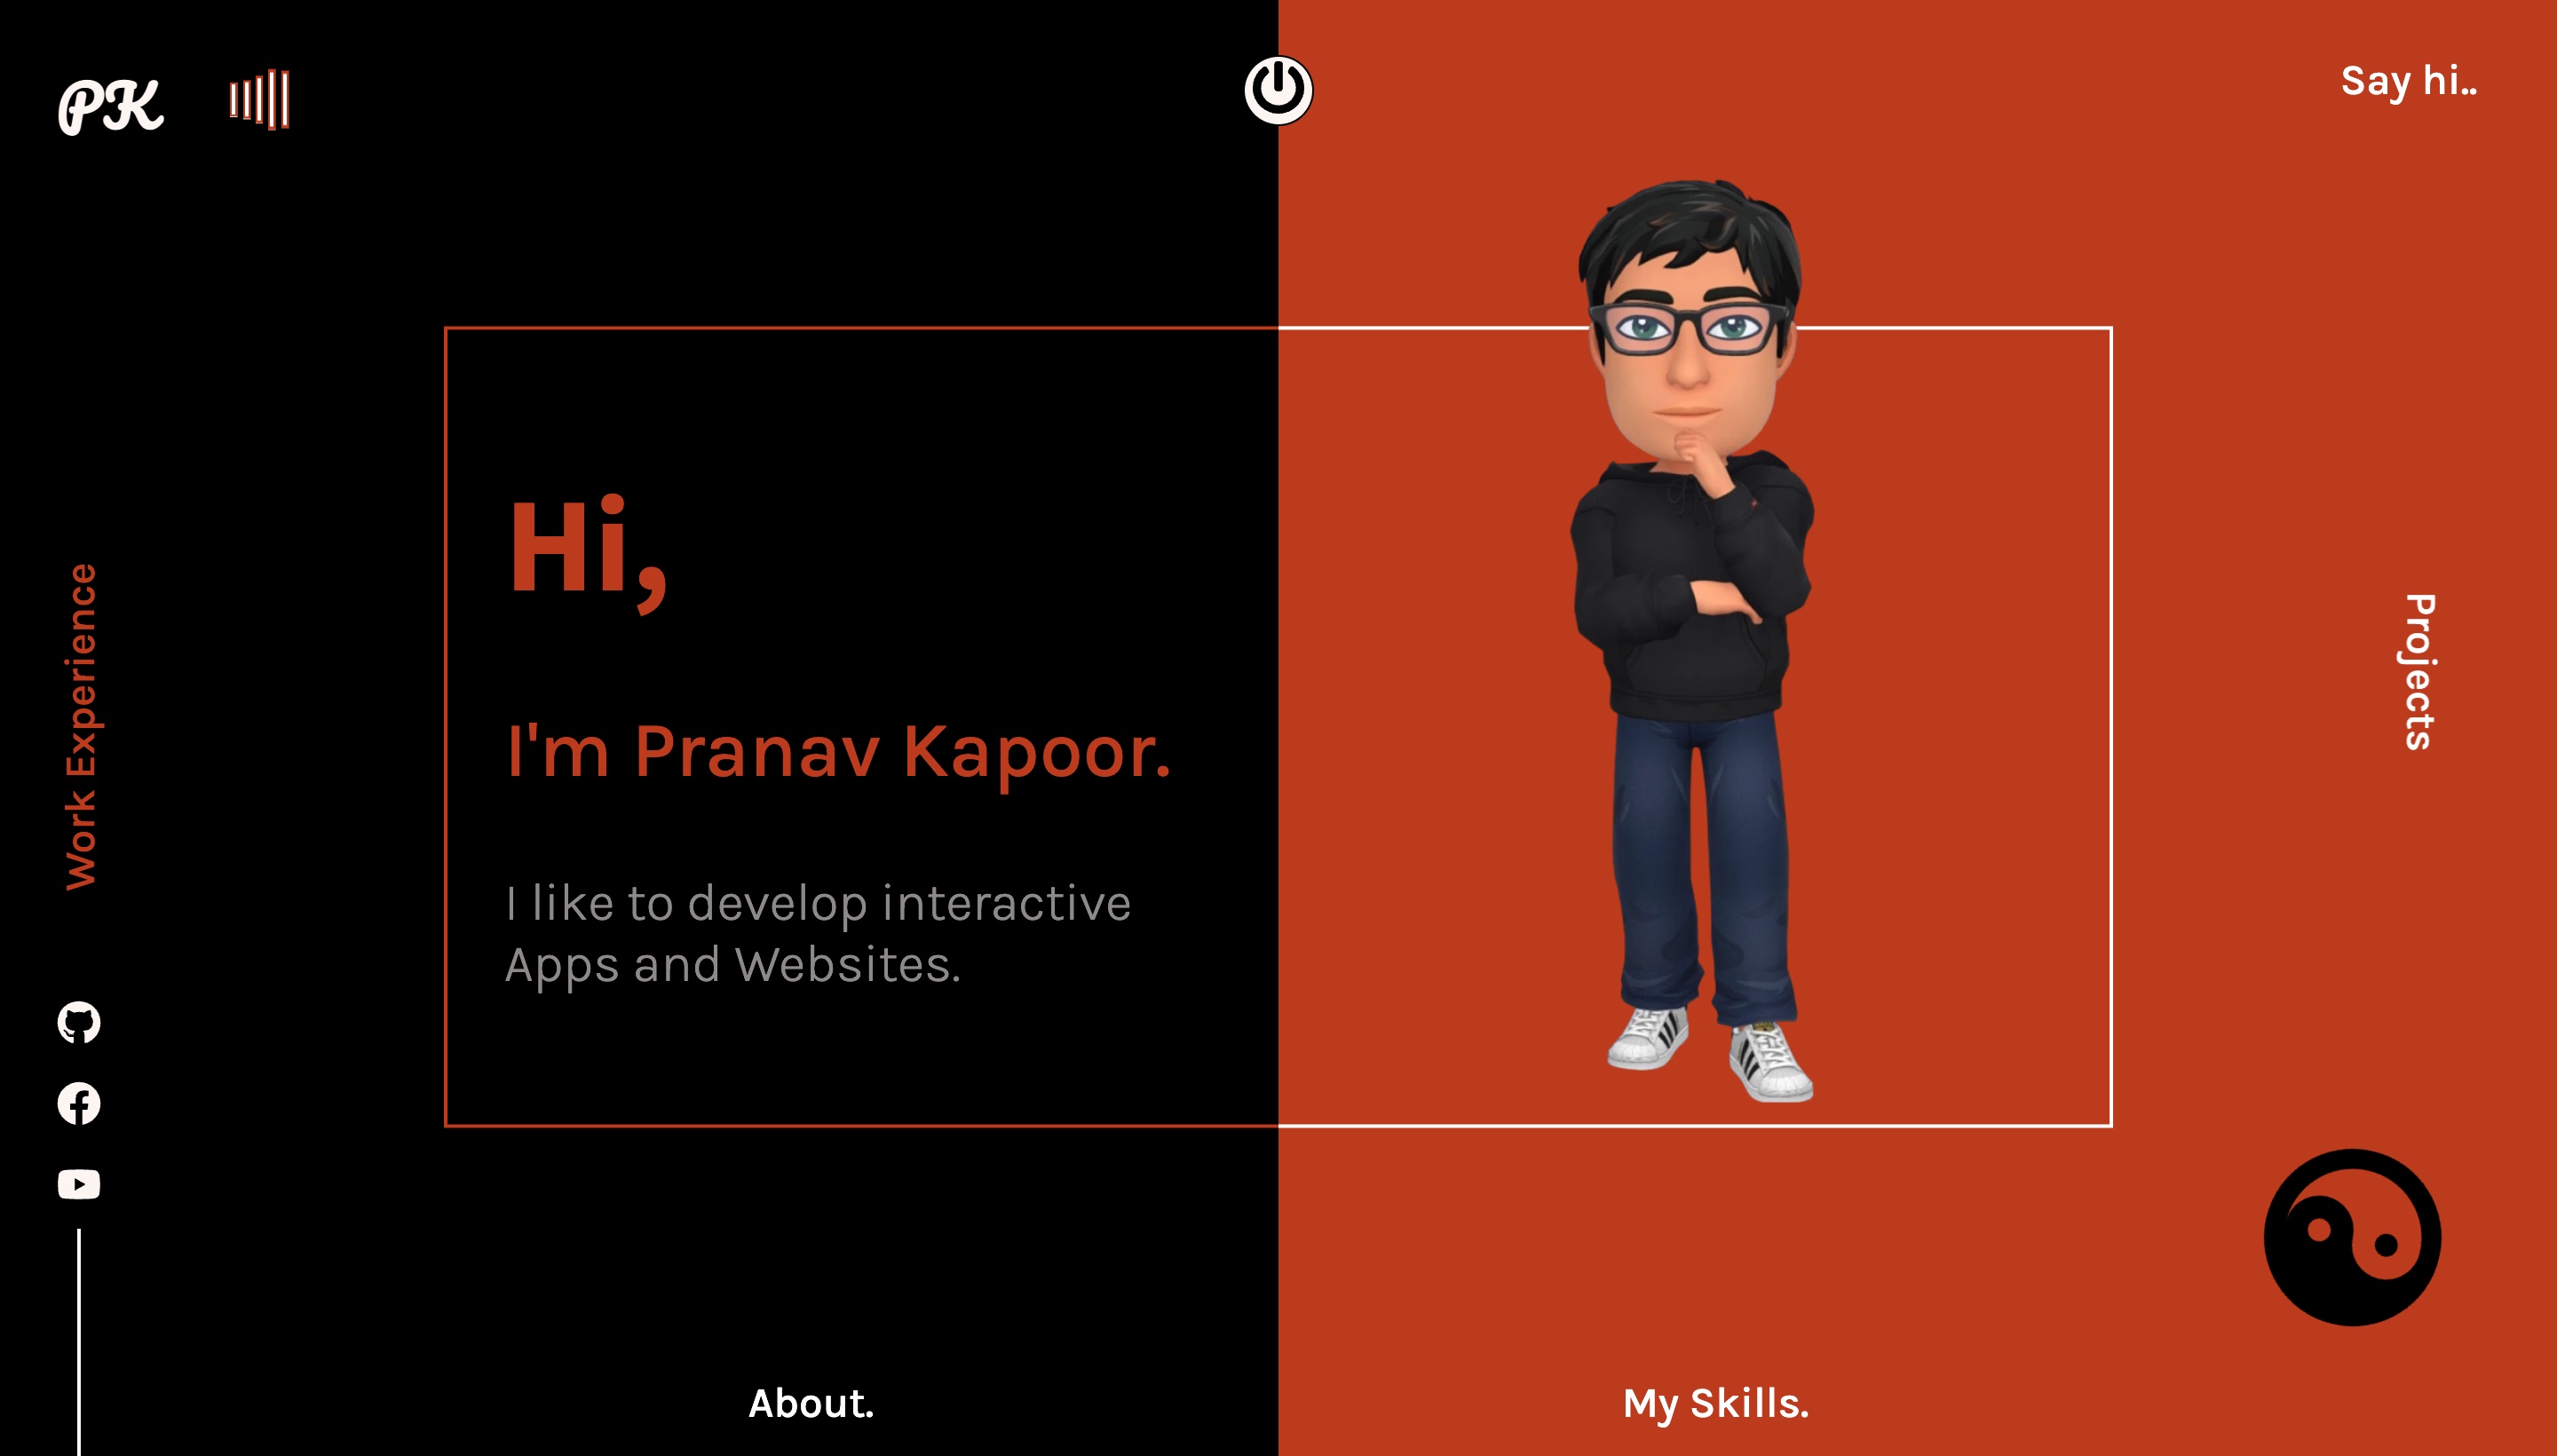 PK
Say hi..
Hi,
I'm Pranav Kapoor.
I like to develop interactive
Apps and Websites.
Work Experience
Projects
About.
My Skills.